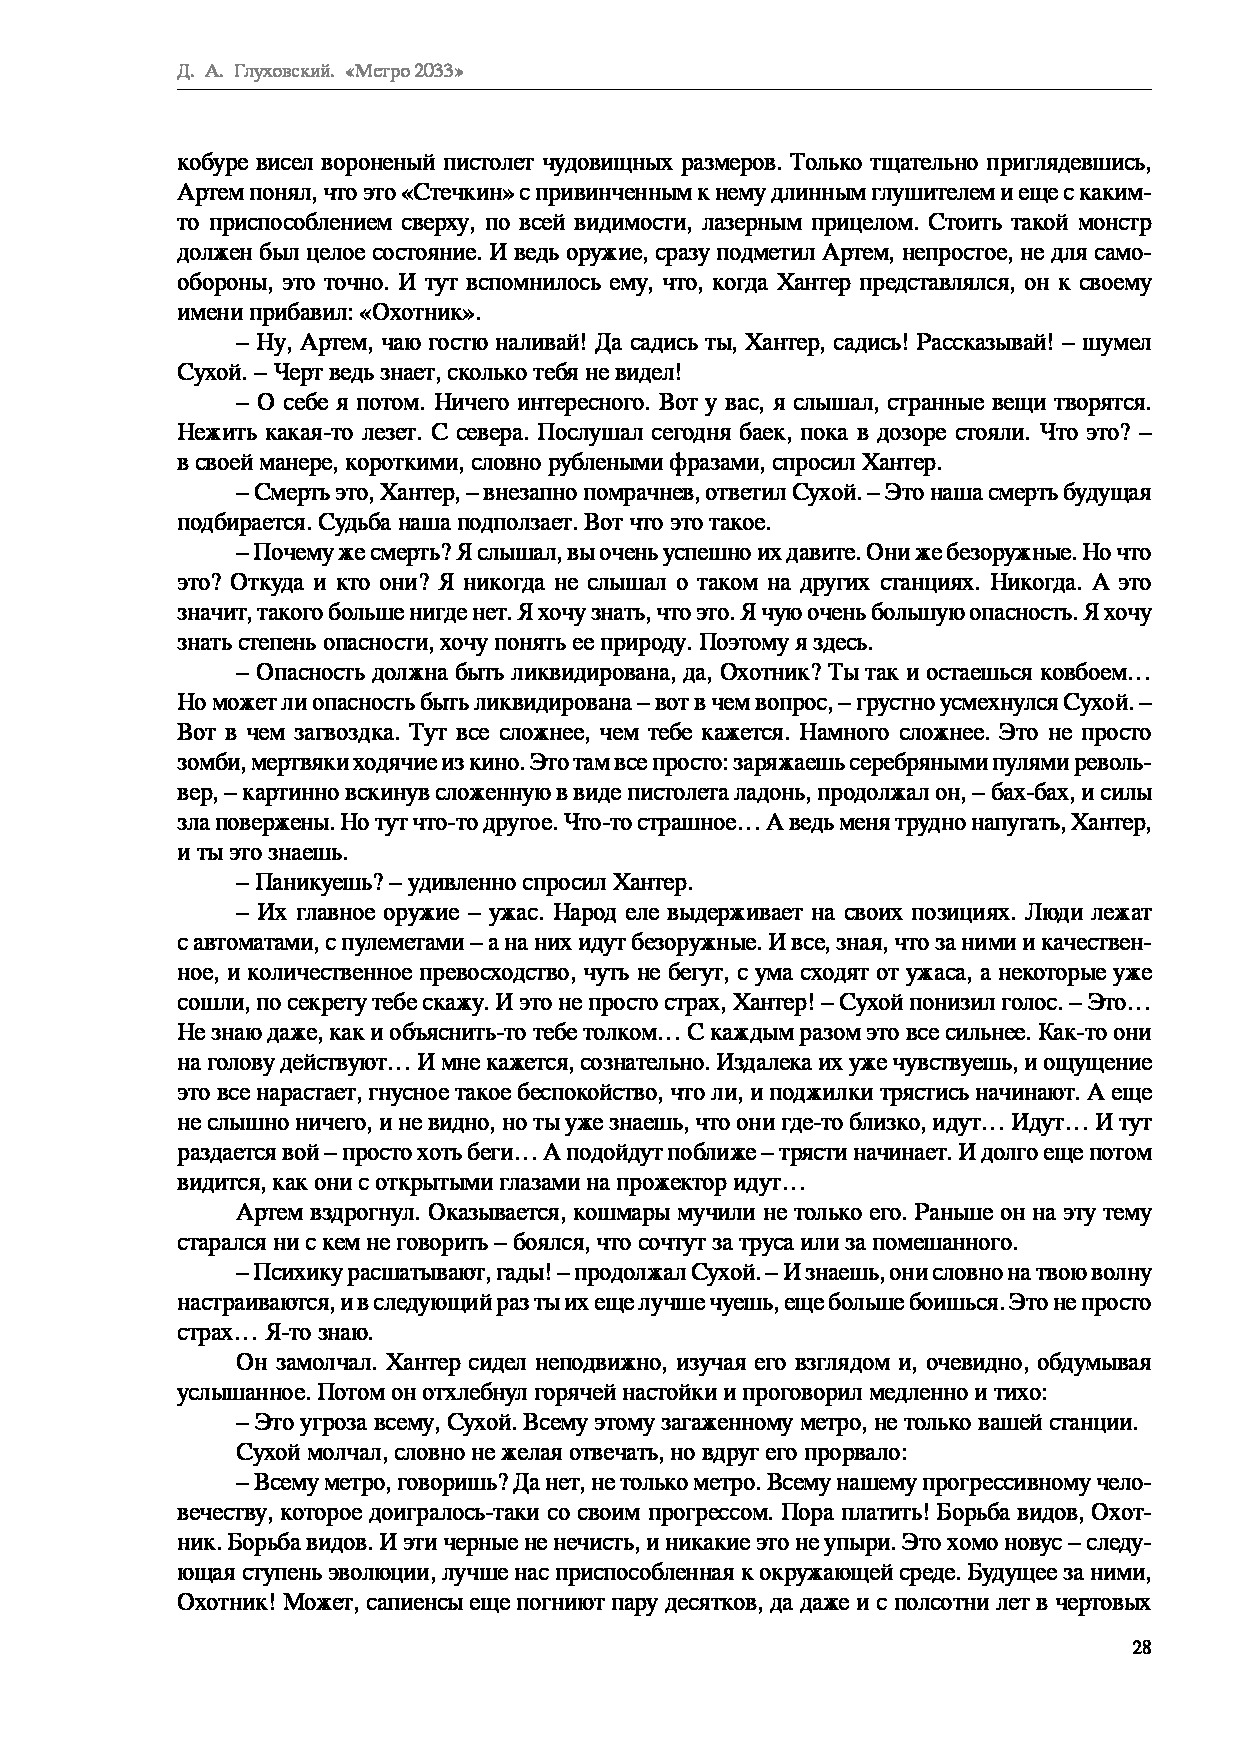 Д. А. Глуховский. «Метро 2033»
кобуре висел вороненый пистолет чудовищных размеров. Только тщательно приглядевшись,
Артем понял, что это «Стечкин» с привинченным к нему длинным глушителем и еще с каким-
то приспособлением сверху, по всей видимости, лазерным прицелом. Стоить такой монстр
должен был целое состояние. И ведь оружие, сразу подметил Артем, непростое, не для само-
обороны, это точно. И тут вспомнилось ему, что, когда Хантер представлялся, он к своему
имени прибавил: «Охотник».
– Ну, Артем, чаю гостю наливай! Да садись ты, Хантер, садись! Рассказывай! – шумел
Сухой. – Черт ведь знает, сколько тебя не видел!
– О себе я потом. Ничего интересного. Вот у вас, я слышал, странные вещи творятся.
Нежить какая-то лезет. С севера. Послушал сегодня баек, пока в дозоре стояли. Что это? –
в своей манере, короткими, словно рублеными фразами, спросил Хантер.
– Смерть это, Хантер, – внезапно помрачнев, ответил Сухой. – Это наша смерть будущая
подбирается. Судьба наша подползает. Вот что это такое.
– Почему же смерть? Я слышал, вы очень успешно их давите. Они же безоружные. Но что
это? Откуда и кто они? Я никогда не слышал о таком на других станциях. Никогда. А это
значит, такого больше нигде нет. Я хочу знать, что это. Я чую очень большую опасность. Я хочу
знать степень опасности, хочу понять ее природу. Поэтому я здесь.
– Опасность должна быть ликвидирована, да, Охотник? Ты так и остаешься ковбоем…
Но может ли опасность быть ликвидирована – вот в чем вопрос, – грустно усмехнулся Сухой. –
Вот в чем загвоздка. Тут все сложнее, чем тебе кажется. Намного сложнее. Это не просто
зомби, мертвяки ходячие из кино. Это там все просто: заряжаешь серебряными пулями револь-
вер, – картинно вскинув сложенную в виде пистолета ладонь, продолжал он, – бах-бах, и силы
зла повержены. Но тут что-то другое. Что-то страшное… А ведь меня трудно напугать, Хантер,
и ты это знаешь.
– Паникуешь? – удивленно спросил Хантер.
– Их главное оружие – ужас. Народ еле выдерживает на своих позициях. Люди лежат
с автоматами, с пулеметами – а на них идут безоружные. И все, зная, что за ними и качествен-
ное, и количественное превосходство, чуть не бегут, с ума сходят от ужаса, а некоторые уже
сошли, по секрету тебе скажу. И это не просто страх, Хантер! – Сухой понизил голос. – Это…
Не знаю даже, как и объяснить-то тебе толком… С каждым разом это все сильнее. Как-то они
на голову действуют… И мне кажется, сознательно. Издалека их уже чувствуешь, и ощущение
это все нарастает, гнусное такое беспокойство, что ли, и поджилки трястись начинают. А еще
не слышно ничего, и не видно, но ты уже знаешь, что они где-то близко, идут… Идут… И тут
раздается вой – просто хоть беги… А подойдут поближе – трясти начинает. И долго еще потом
видится, как они с открытыми глазами на прожектор идут…
Артем вздрогнул. Оказывается, кошмары мучили не только его. Раньше он на эту тему
старался ни с кем не говорить – боялся, что сочтут за труса или за помешанного.
– Психику расшатывают, гады! – продолжал Сухой. – И знаешь, они словно на твою волну
настраиваются, и в следующий раз ты их еще лучше чуешь, еще больше боишься. Это не просто
страх… Я-то знаю.
Он замолчал. Хантер сидел неподвижно, изучая его взглядом и, очевидно, обдумывая
услышанное. Потом он отхлебнул горячей настойки и проговорил медленно и тихо:
– Это угроза всему, Сухой. Всему этому загаженному метро, не только вашей станции.
Сухой молчал, словно не желая отвечать, но вдруг его прорвало:
– Всему метро, говоришь? Да нет, не только метро. Всему нашему прогрессивному чело-
вечеству, которое доигралось-таки со своим прогрессом. Пора платить! Борьба видов, Охот-
ник. Борьба видов. И эти черные не нечисть, и никакие это не упыри. Это хомо новус – следу-
ющая ступень эволюции, лучше нас приспособленная к окружающей среде. Будущее за ними,
Охотник! Может, сапиенсы еще погниют пару десятков, да даже и с полсотни лет в чертовых
28